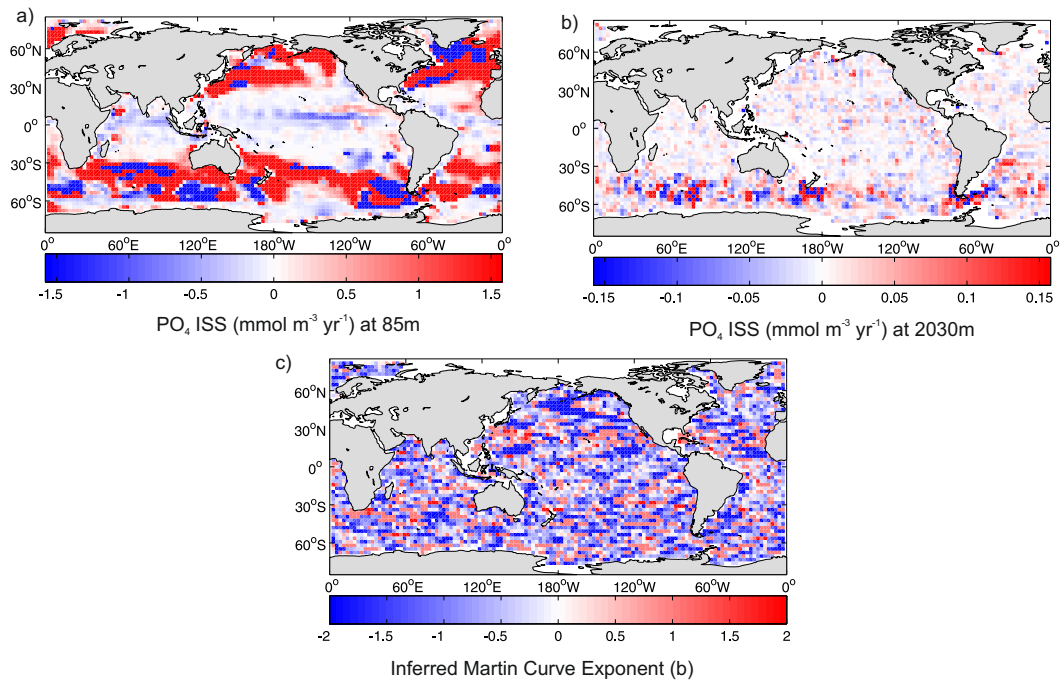 a)
60°N
30°N
0°
30°S
60°S
0° 60°E 120°E 180°W 120°W 60°W 0°
-1.5 -1 -0.5 0 0.5 1 1.5
PO₄ ISS (mmol m⁻³ yr⁻¹) at 85m
b)
60°N
30°N
0°
30°S
60°S
0° 60°E 120°E 180°W 120°W 60°W 0°
-0.15 -0.1 -0.05 0 0.05 0.1 0.15
PO₄ ISS (mmol m⁻³ yr⁻¹) at 2030m
c)
60°N
30°N
0°
30°S
60°S
0° 60°E 120°E 180°W 120°W 60°W 0°
-2 -1.5 -1 -0.5 0 0.5 1 1.5 2
Inferred Martin Curve Exponent (b)